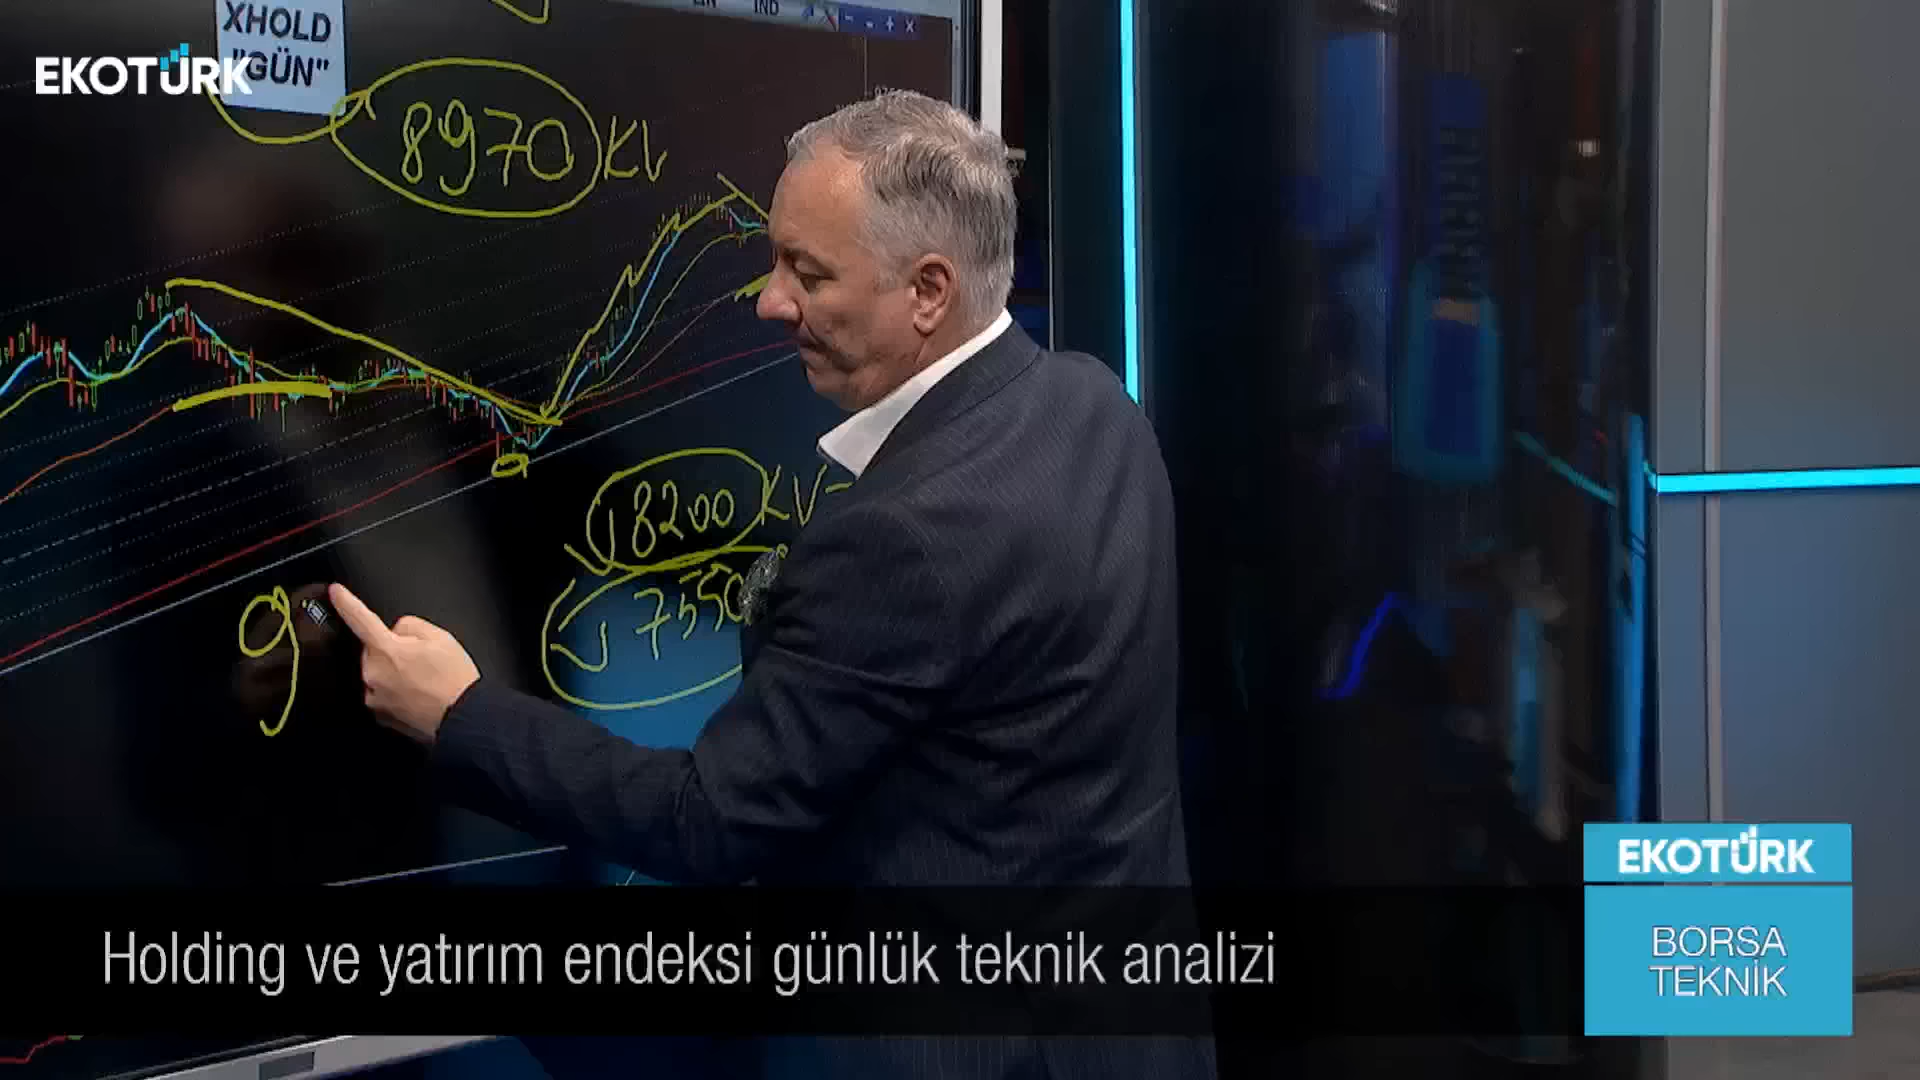 XHOLD
"GÜN"
EKOTÜRK
IND
8970 KV
8200 KV-
7550
9
EKOTÜRK
BORSA
TEKNİK
Holding ve yatırım endeksi günlük teknik analizi